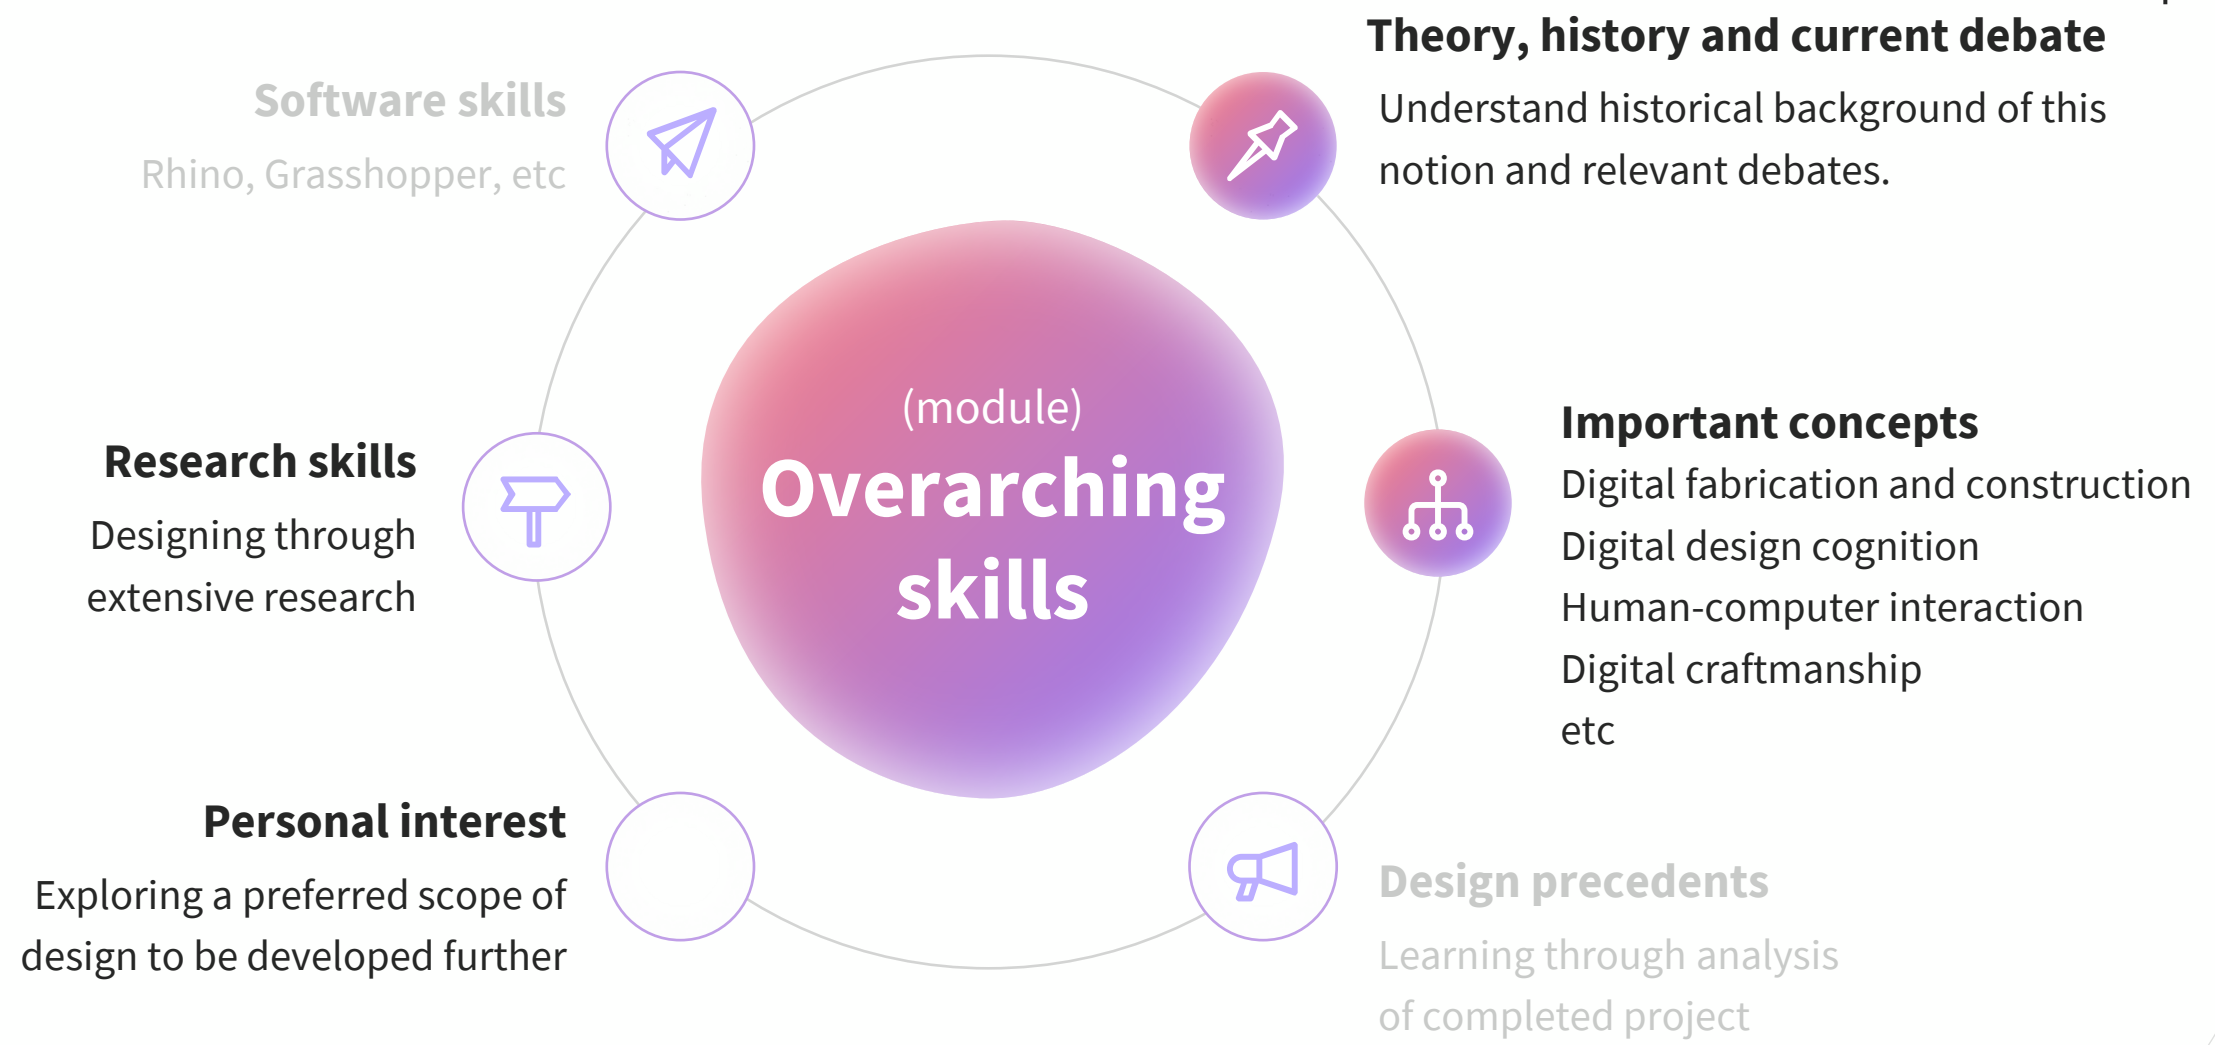 Theory, history and current debate
Understand historical background of this
notion and relevant debates.
Software skills
Rhino, Grasshopper, etc
(module)
Overarching
skills
Important concepts
Digital fabrication and construction
Digital design cognition
Human-computer interaction
Digital craftmanship
etc
Research skills
Designing through
extensive research
Personal interest
Exploring a preferred scope of
design to be developed further
Design precedents
Learning through analysis
of completed project